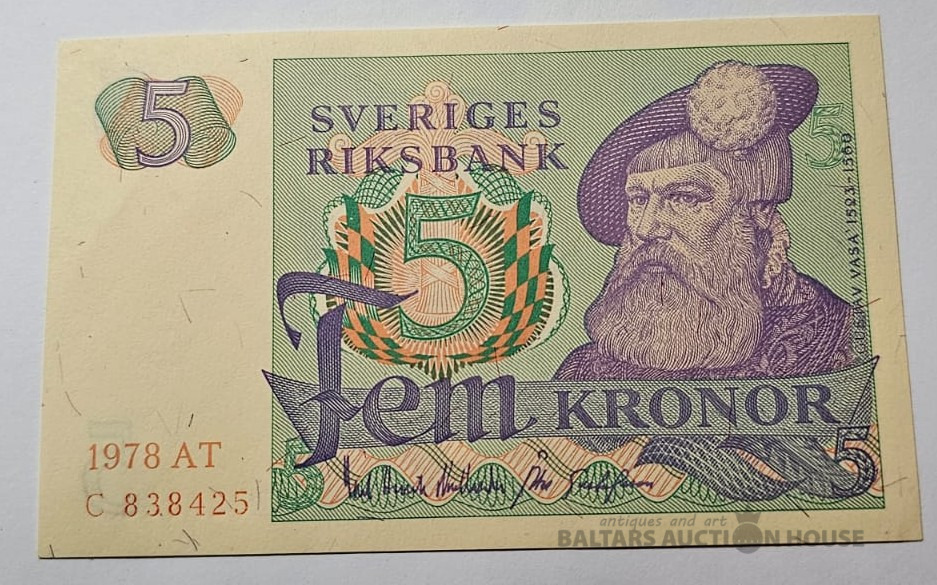 5
SVERIGES
RIKSBANK
5
5
GUSTAV VASA 1523-1560
Fem KRONOR
1978 AT
C 838425
5
5
antiques and art
BALTARS AUCTION HOUSE